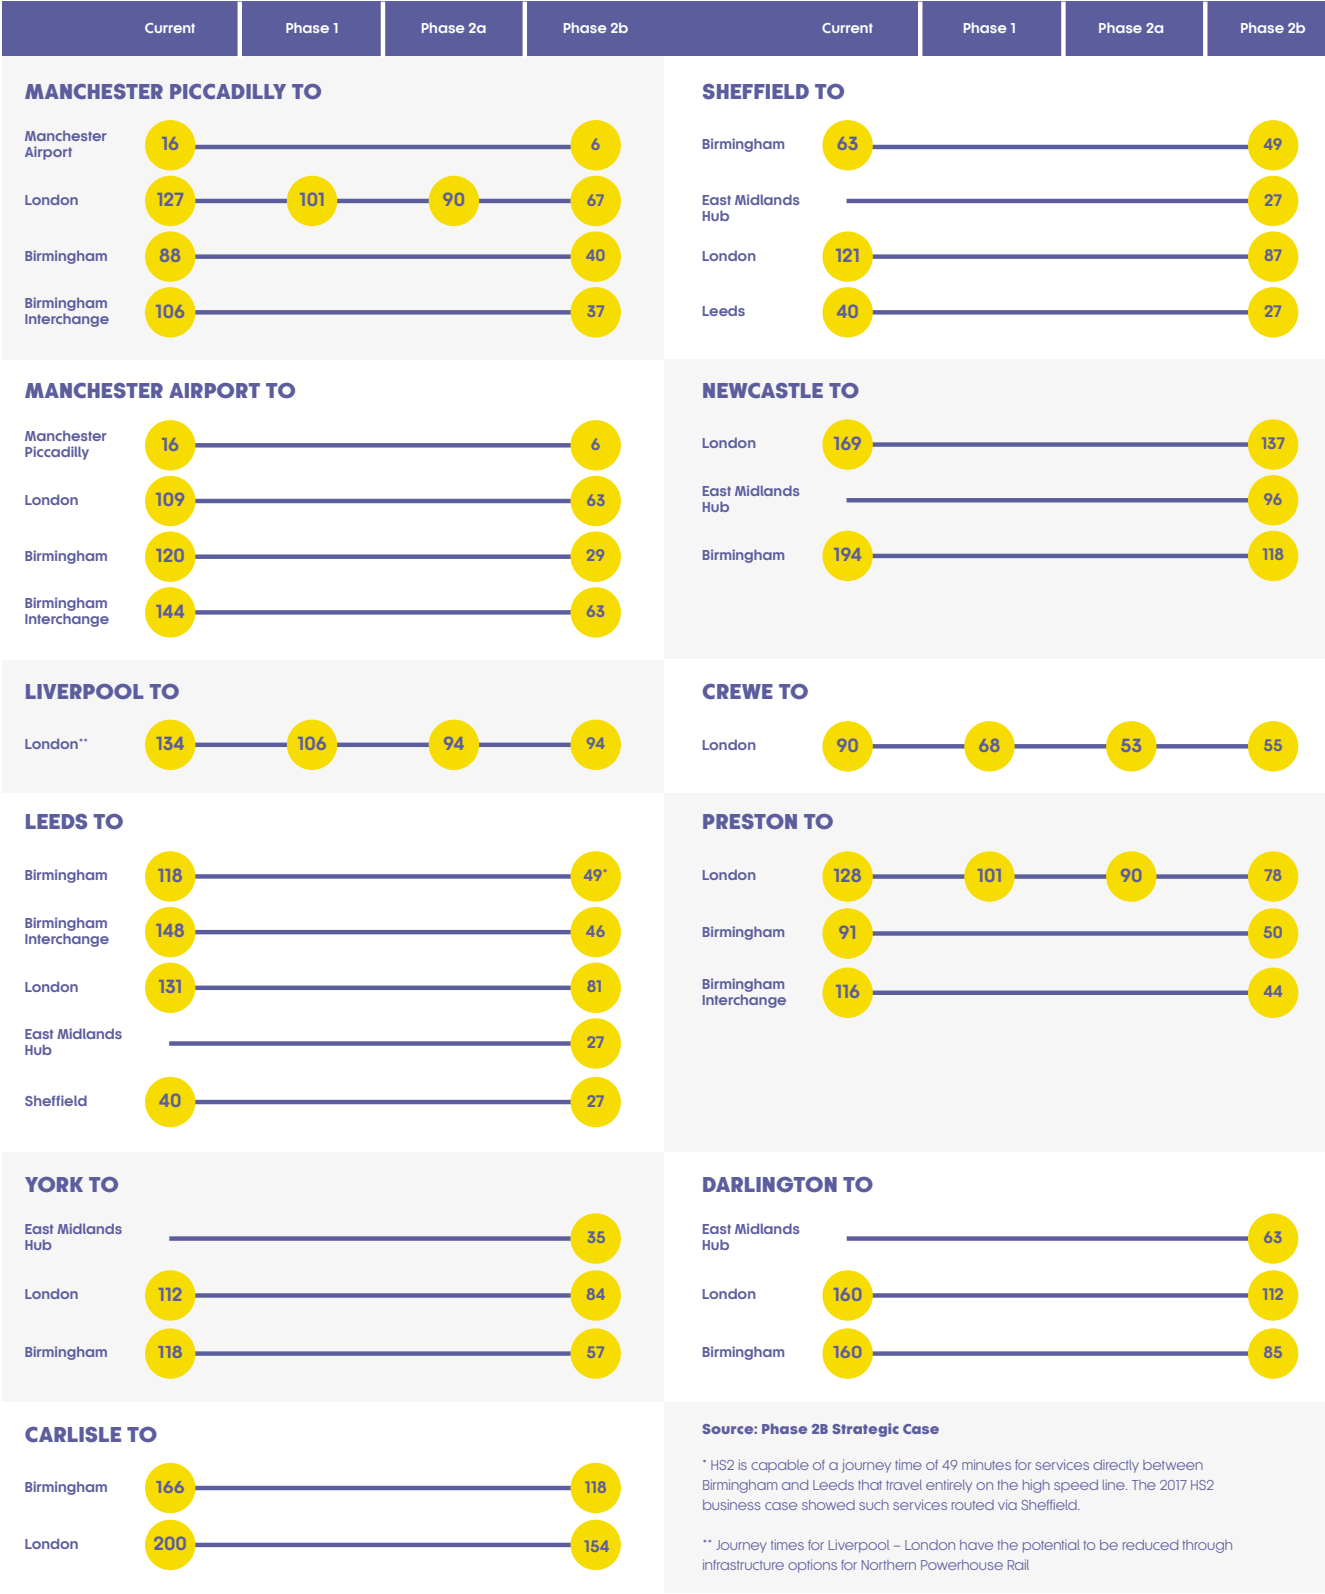 Current Phase 1 Phase 2a Phase 2b
Current Phase 1 Phase 2a Phase 2b
MANCHESTER PICCADILLY TO
Manchester
Airport
16 6
London 127 101 90 67
Birmingham 88 40
Birmingham
Interchange
106 37
SHEFFIELD TO
Birmingham 63 49
East Midlands
Hub
27
London 121 87
Leeds 40 27
MANCHESTER AIRPORT TO
Manchester
Piccadilly
16 6
London 109 63
Birmingham 120 29
Birmingham
Interchange
144 63
NEWCASTLE TO
London 169 137
East Midlands
Hub
96
Birmingham 194 118
LIVERPOOL TO
London** 134 106 94 94
CREWE TO
London 90 68 53 55
LEEDS TO
Birmingham 118 49*
Birmingham
Interchange
148 46
London 131 81
East Midlands
Hub
27
Sheffield 40 27
PRESTON TO
London 128 101 90 78
Birmingham 91 50
Birmingham
Interchange
116 44
YORK TO
East Midlands
Hub
35
London 112 84
Birmingham 118 57
DARLINGTON TO
East Midlands
Hub
63
London 160 112
Birmingham 160 85
CARLISLE TO
Birmingham 166 118
London 200 154
Source: Phase 2B Strategic Case
* HS2 is capable of a journey time of 49 minutes for services directly between
Birmingham and Leeds that travel entirely on the high speed line. The 2017 HS2
business case showed such services routed via Sheffield.
** Journey times for Liverpool – London have the potential to be reduced through
infrastructure options for Northern Powerhouse Rail